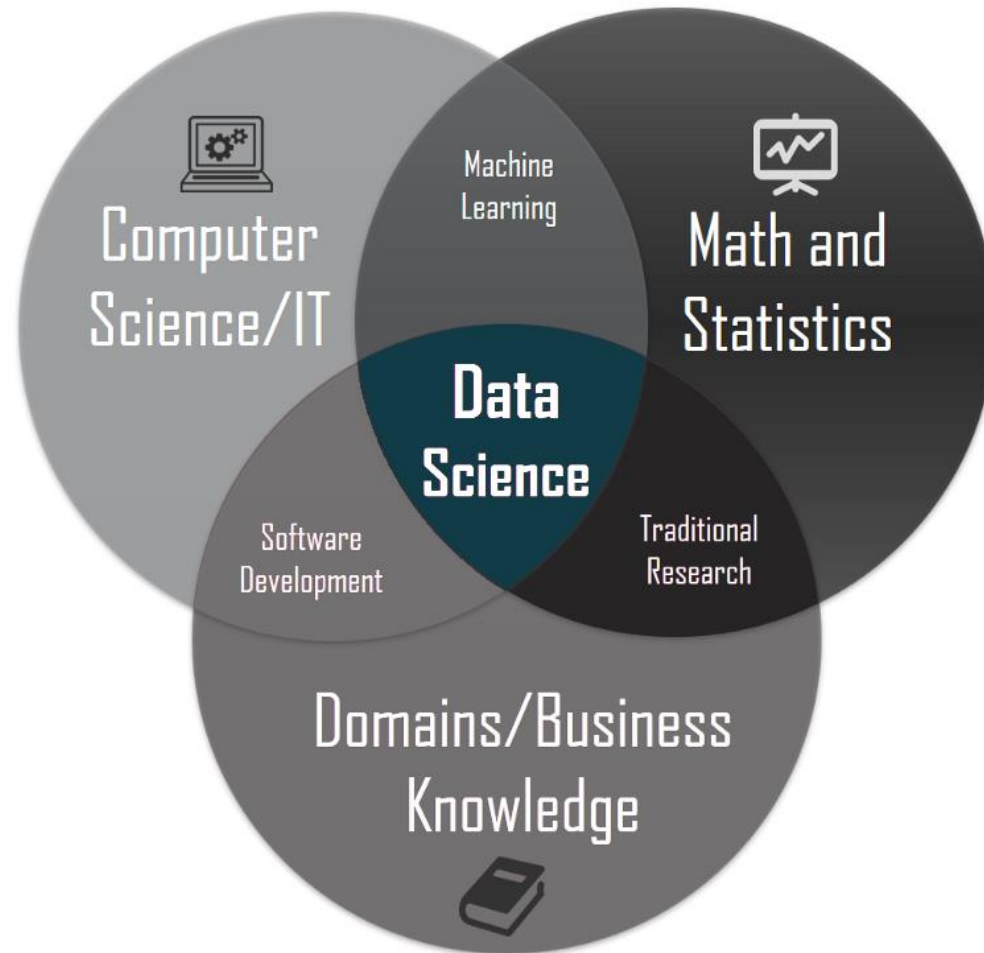 Machine
Learning
Computer
Science/IT
Math and
Statistics
Data
Science
Software
Development
Traditional
Research
Domains/Business
Knowledge